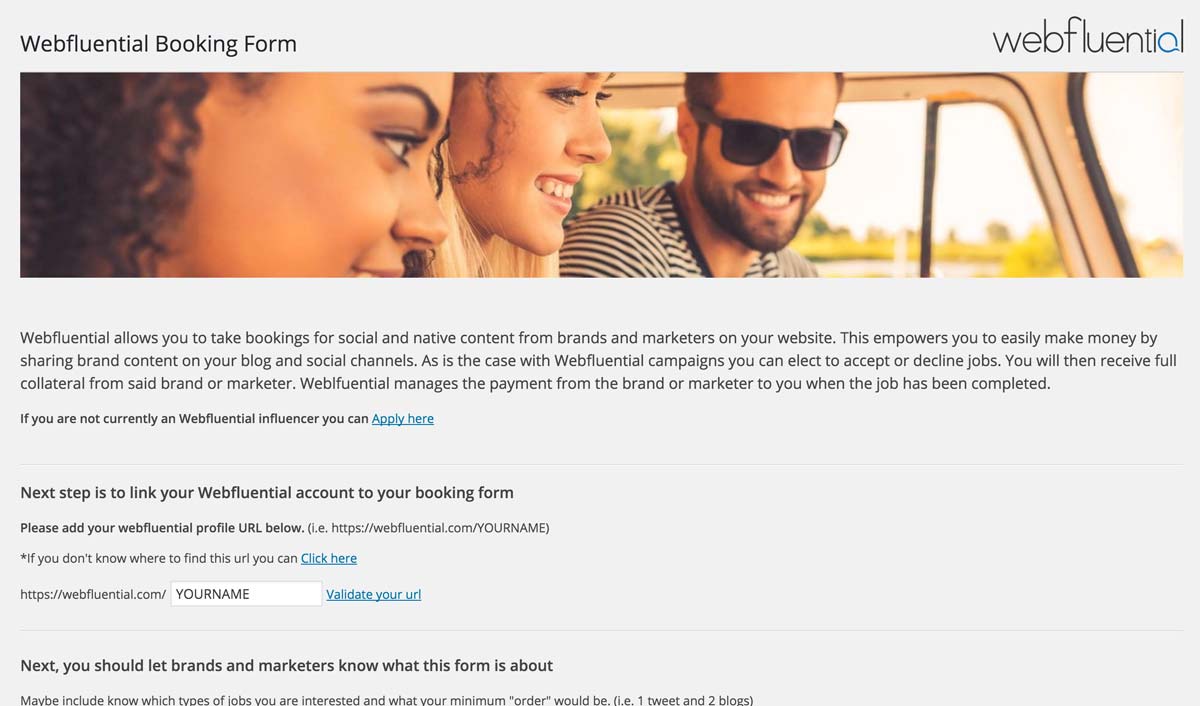 Webfluential Booking Form
webfluential
Webfluential allows you to take bookings for social and native content from brands and marketers on your website. This empowers you to easily make money by
sharing brand content on your blog and social channels. As is the case with Webfluential campaigns you can elect to accept or decline jobs. You will then receive full
collateral from said brand or marketer. Weblfuential manages the payment from the brand or marketer to you when the job has been completed.
If you are not currently an Webfluential influencer you can Apply here
Next step is to link your Webfluential account to your booking form
Please add your webfluential profile URL below. (i.e. https://webfluential.com/YOURNAME)
*If you don't know where to find this url you can Click here
https://webfluential.com/ YOURNAME Validate your url
Next, you should let brands and marketers know what this form is about
Maybe include know which types of jobs you are interested and what your minimum "order" would be. (i.e. 1 tweet and 2 blogs)